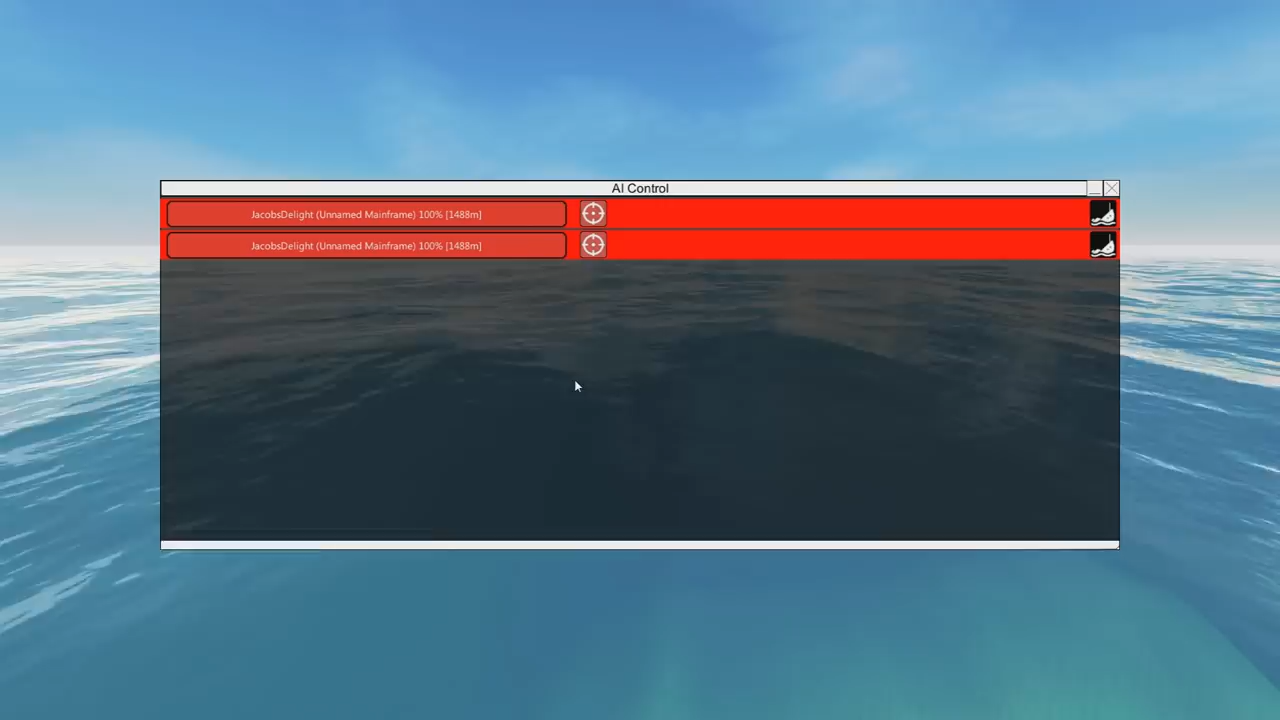 AI Control
JacobsDelight (Unnamed Mainframe) 100% [1488m]
JacobsDelight (Unnamed Mainframe) 100% [1488m]